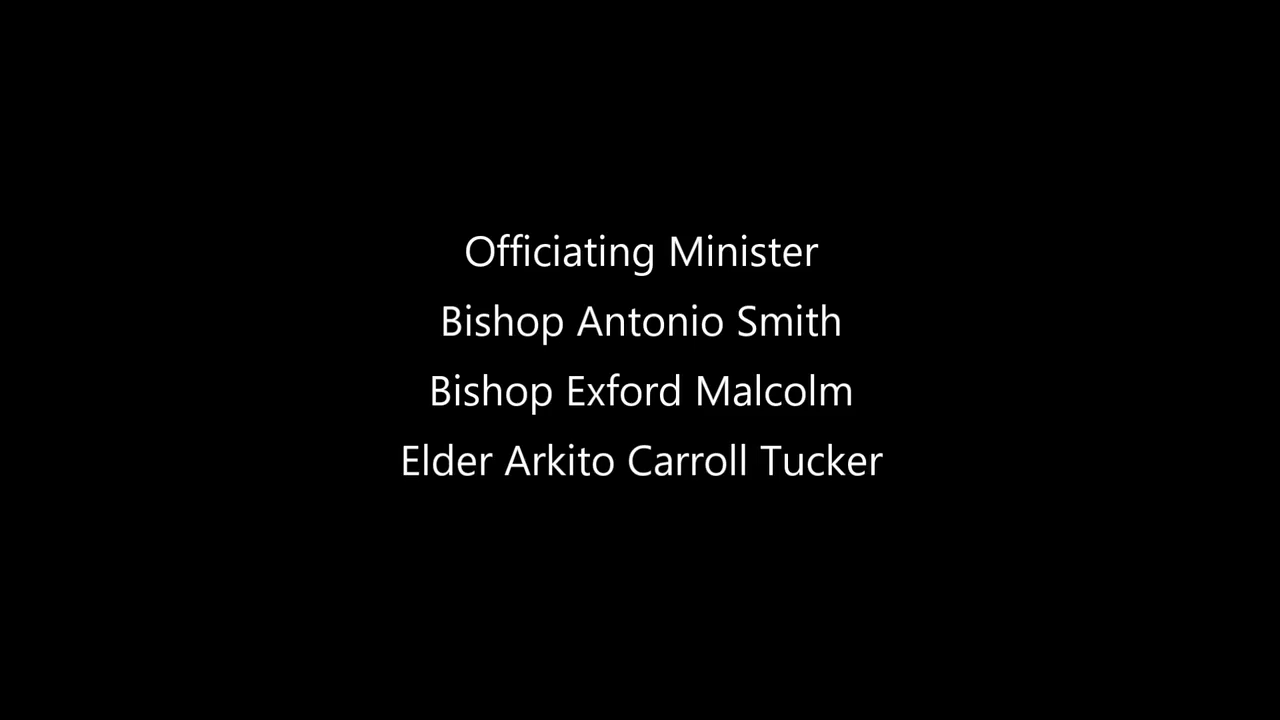 Officiating Minister
Bishop Antonio Smith
Bishop Exford Malcolm
Elder Arkito Carroll Tucker